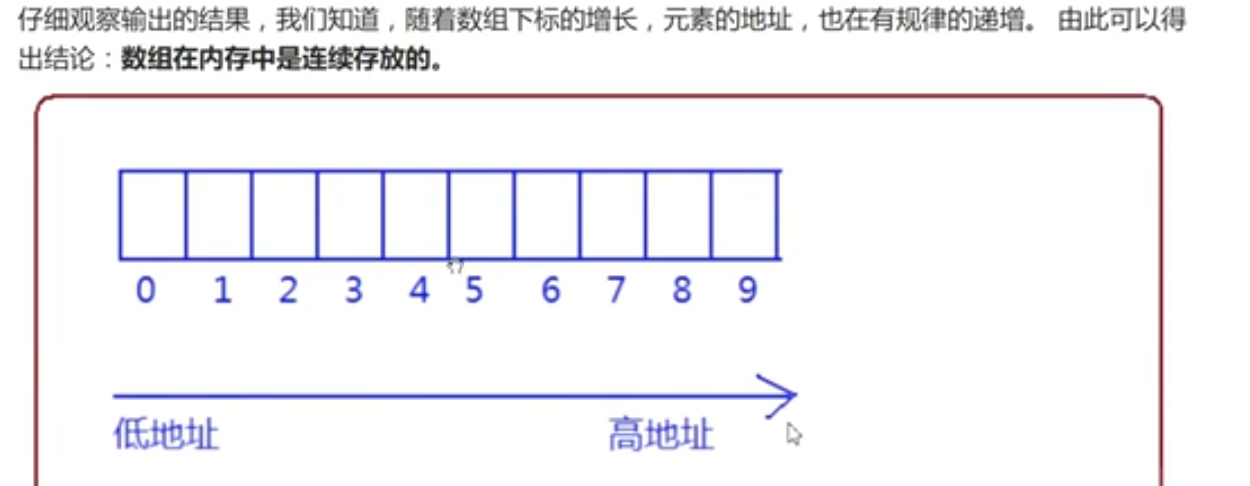 仔细观察输出的结果，我们知道，随着数组下标的增长，元素的地址，也在有规律的递增。 由此可以得
出结论：数组在内存中是连续存放的。
0 1 2 3 4 5 6 7 8 9
低地址 高地址